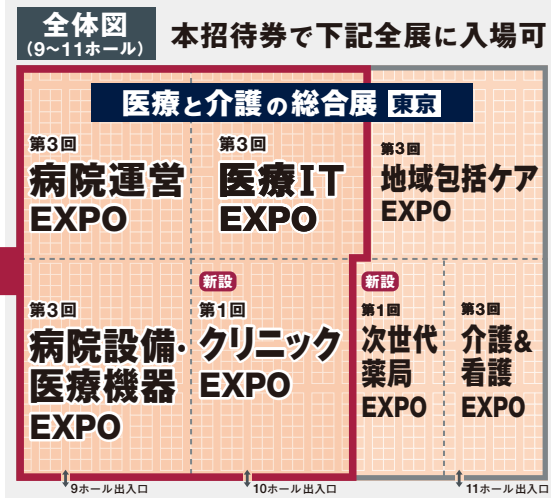 全体図
(9~11ホール)
本招待券で下記全展に入場可
医療と介護の総合展 東京
第3回
病院運営
EXPO
第3回
医療IT
EXPO
第3回
地域包括ケア
EXPO
第3回
病院設備・
医療機器
EXPO
新設
第1回
クリニック
EXPO
新設
第1回
次世代
薬局
EXPO
第3回
介護&
看護
EXPO
9ホール出入口
10ホール出入口
11ホール出入口